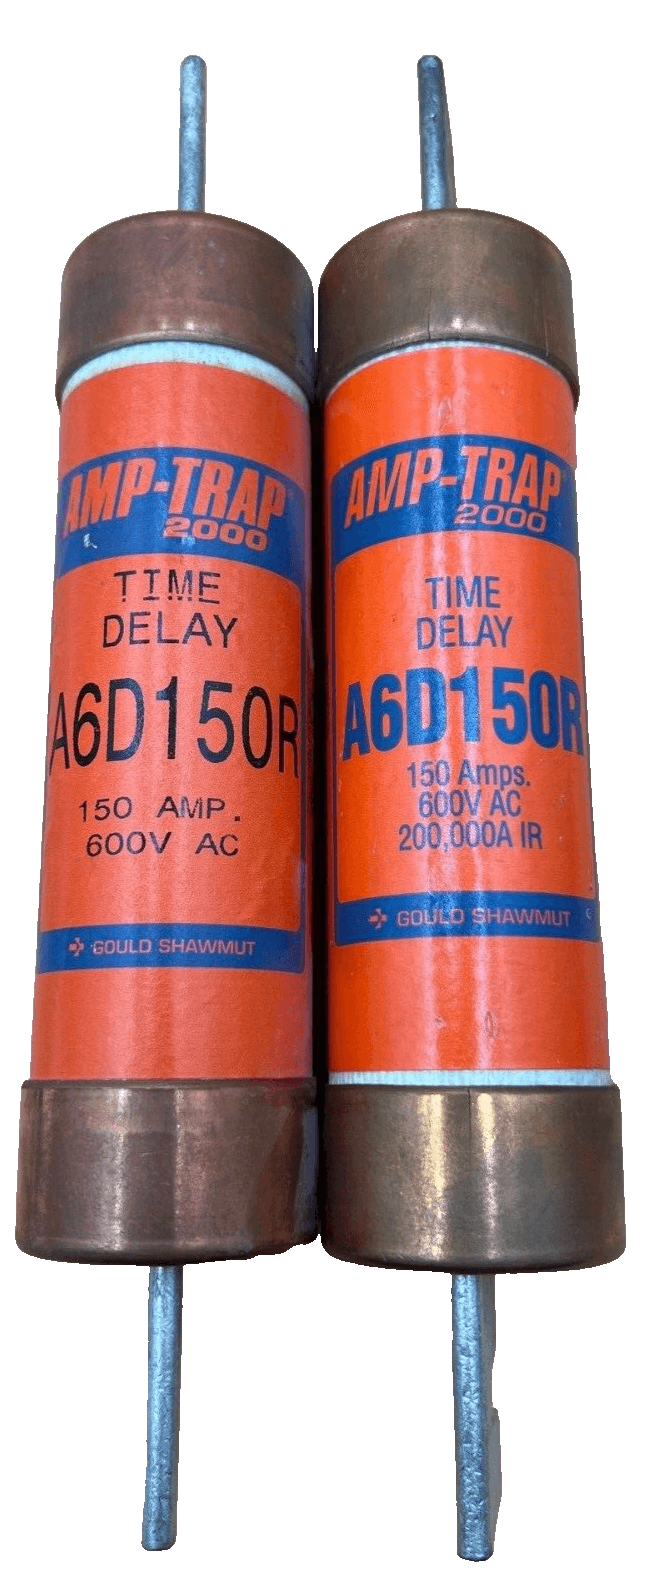 AMP-TRAP
2000
TIME
DELAY
A6D150R
150 AMP.
600V AC
GOULD SHAWMUT
AMP-TRAP
2000
TIME
DELAY
A6D150R
150 Amps.
600V AC
200,000A IR
GOULD SHAWMUT